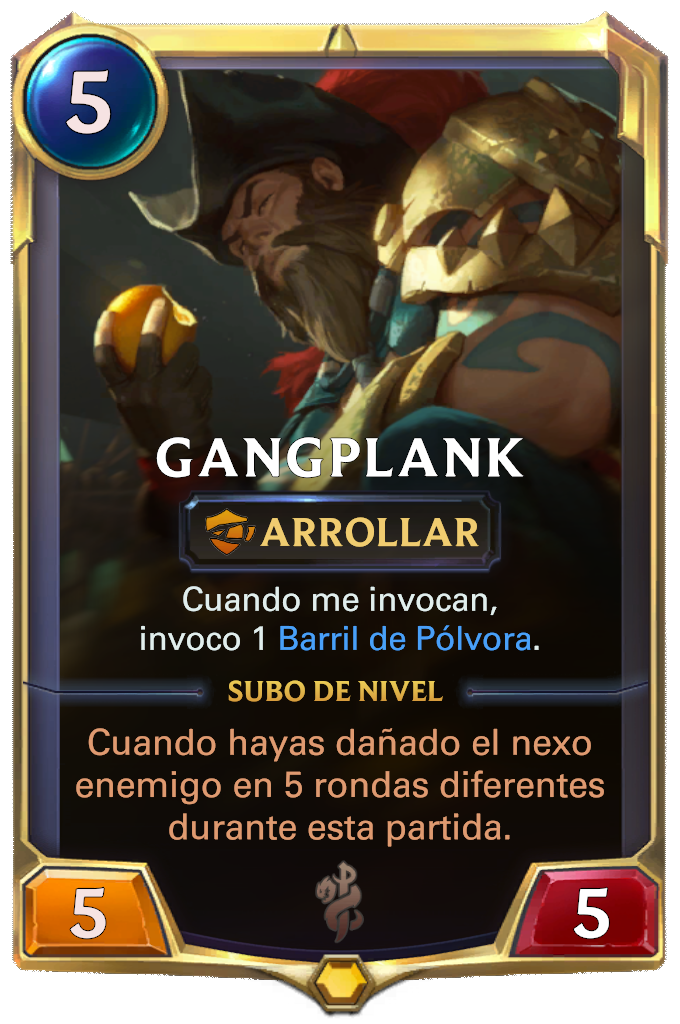 5
GANGPLANK
ARROLLAR
Cuando me invocan,
invoco 1 Barril de Pólvora.
SUBO DE NIVEL
Cuando hayas dañado el nexo
enemigo en 5 rondas diferentes
durante esta partida.
5 5